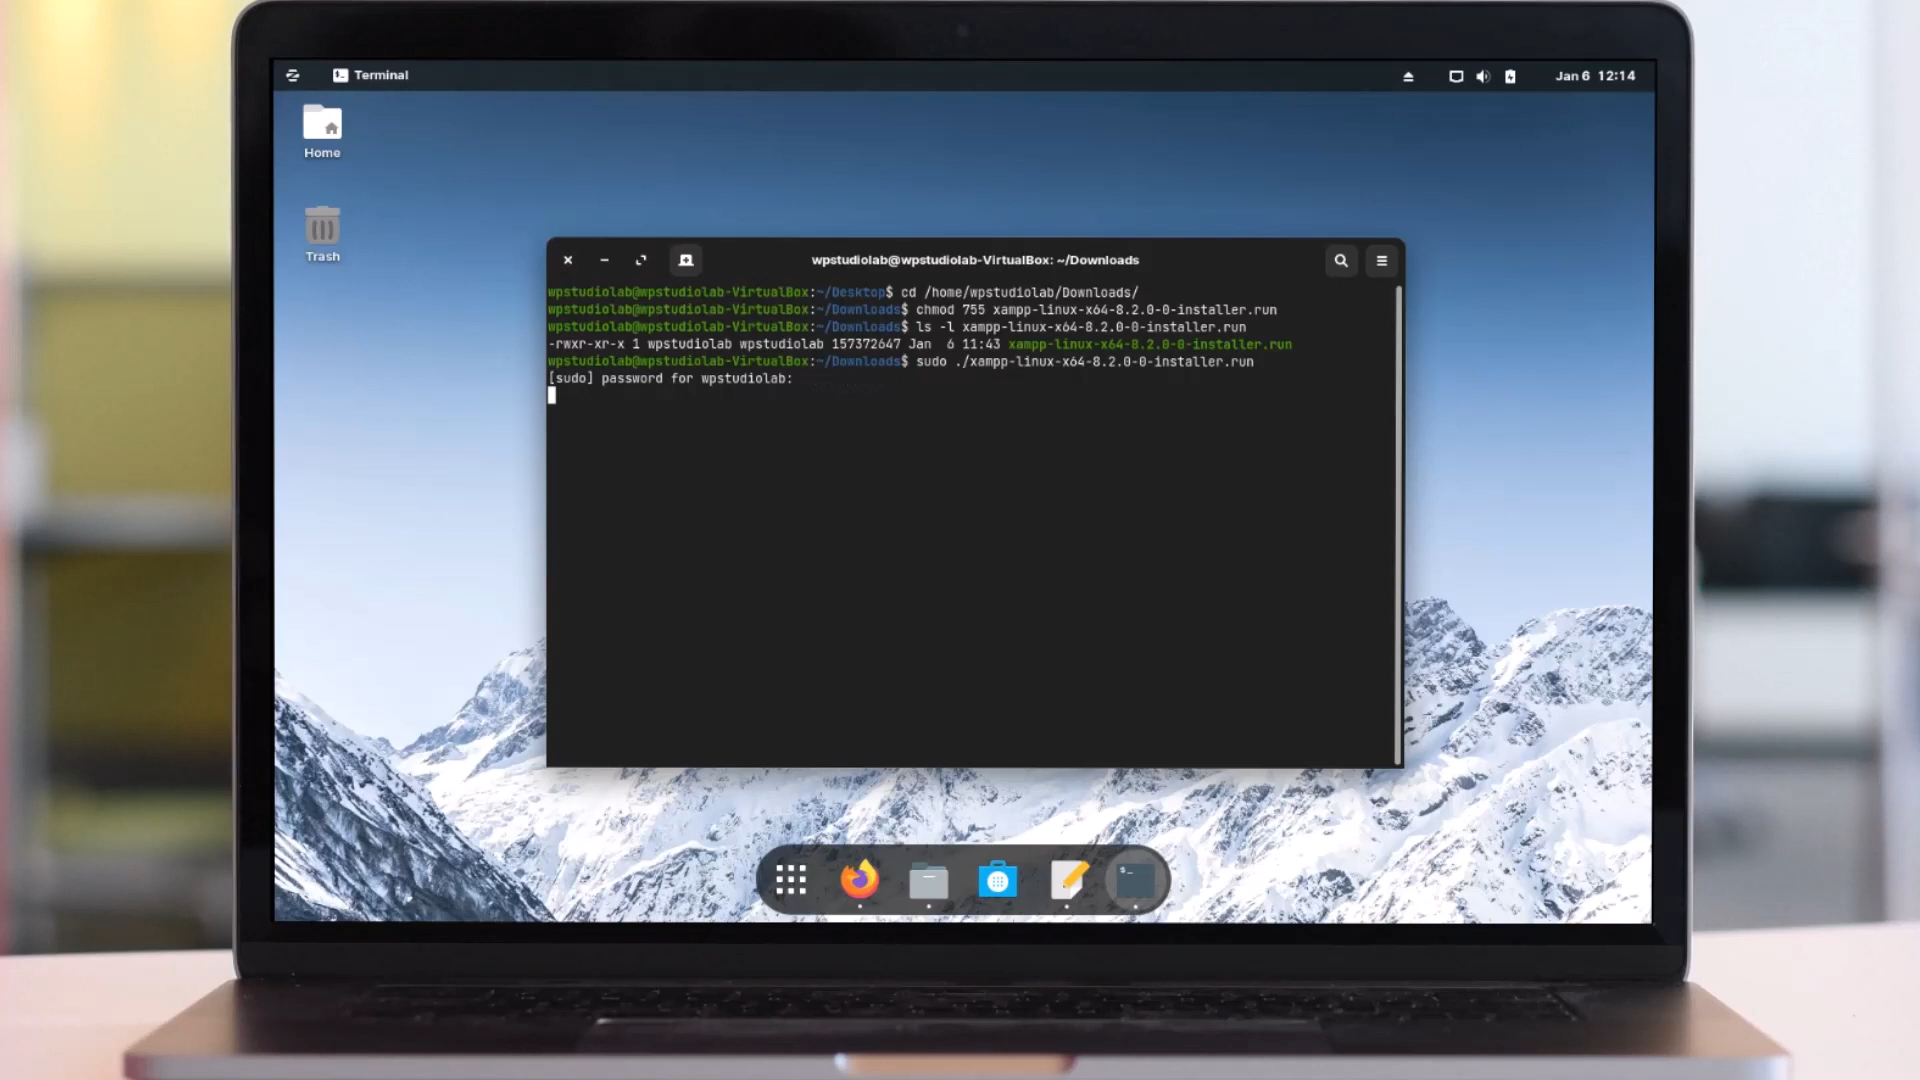 Terminal
Jan 6 12:14
Home
Trash
wpstudiolab@wpstudiolab-VirtualBox: ~/Downloads
wpstudiolab@wpstudiolab-VirtualBox:~/Desktop$ cd /home/wpstudiolab/Downloads/
wpstudiolab@wpstudiolab-VirtualBox:~/Downloads$ chmod 755 xampp-linux-x64-8.2.0-0-installer.run
wpstudiolab@wpstudiolab-VirtualBox:~/Downloads$ ls -l xampp-linux-x64-8.2.0-0-installer.run
-rwxr-xr-x 1 wpstudiolab wpstudiolab 157372647 Jan  6 11:43 xampp-linux-x64-8.2.0-0-installer.run
wpstudiolab@wpstudiolab-VirtualBox:~/Downloads$ sudo ./xampp-linux-x64-8.2.0-0-installer.run
[sudo] password for wpstudiolab: